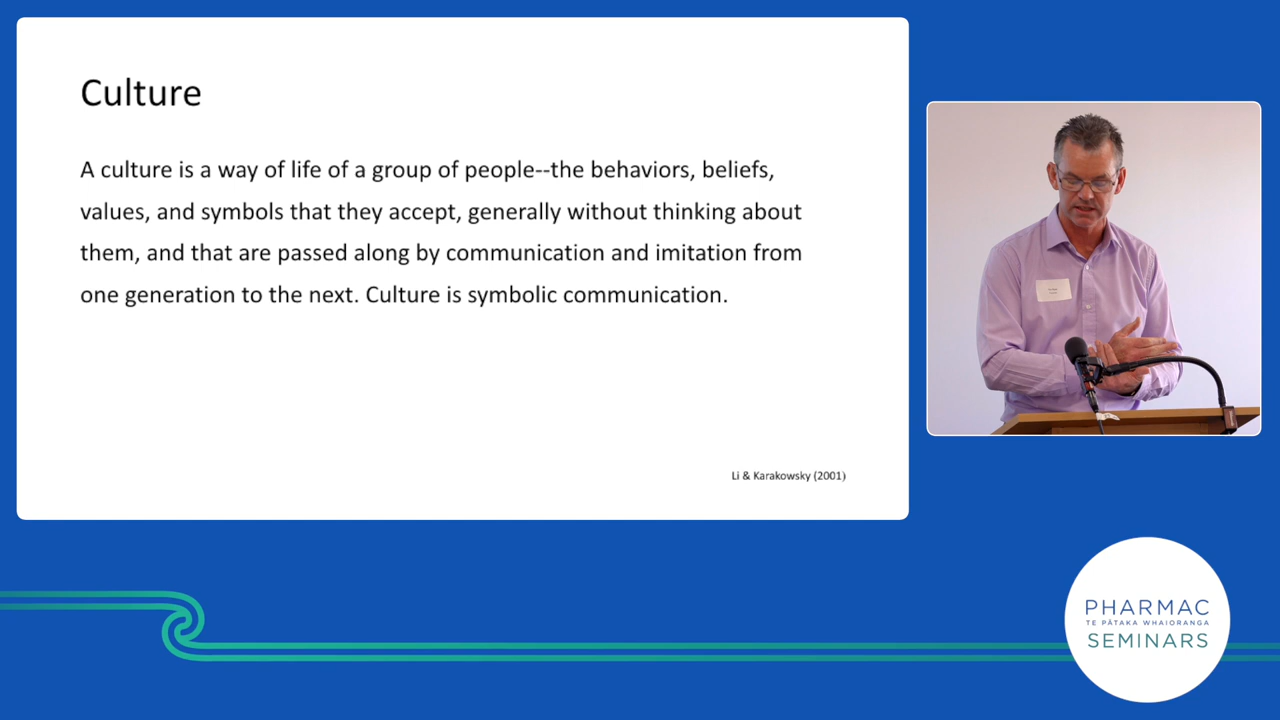 Culture
A culture is a way of life of a group of people--the behaviors, beliefs,
values, and symbols that they accept, generally without thinking about
them, and that are passed along by communication and imitation from
one generation to the next. Culture is symbolic communication.
Li & Karakowsky (2001)
PHARMAC
TE PĀTAKA WHAIORANGA
SEMINARS